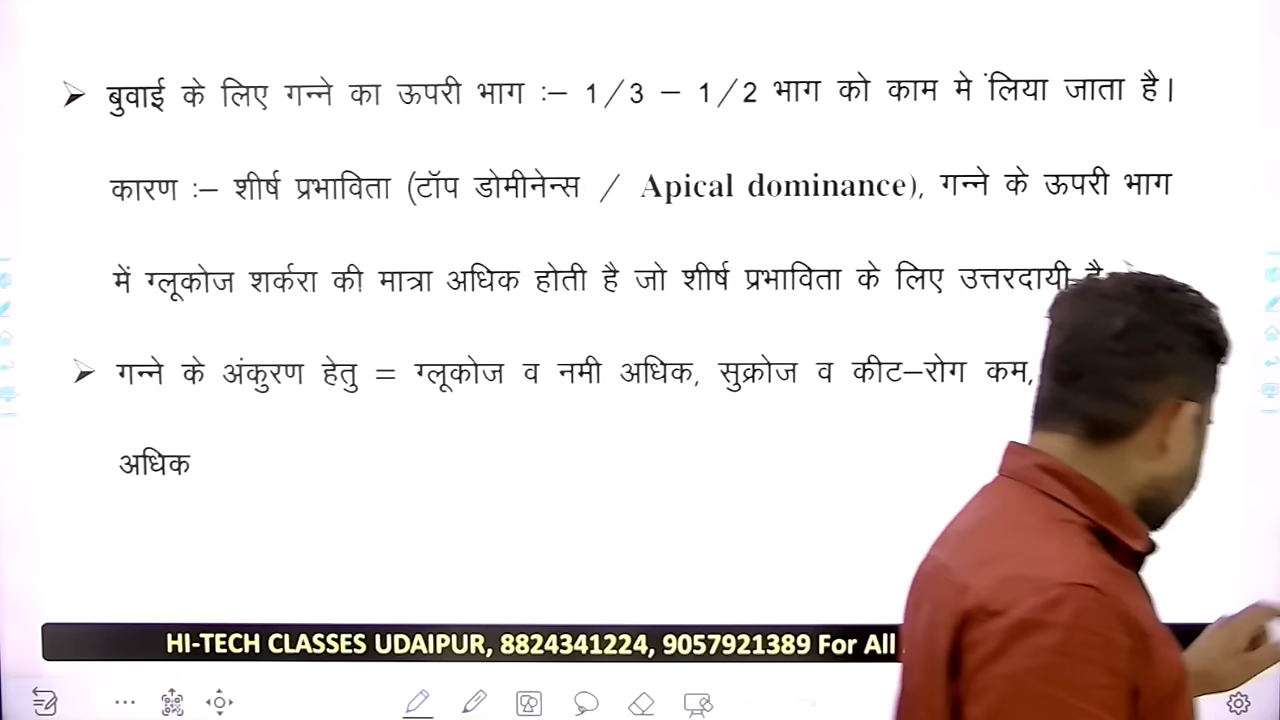 ➢ बुवाई के लिए गन्ने का ऊपरी भाग :– 1/3 – 1/2 भाग को काम में लिया जाता है।
कारण :– शीर्ष प्रभाविता (टॉप डोमीनेन्स / Apical dominance), गन्ने के ऊपरी भाग
में ग्लूकोज शर्करा की मात्रा अधिक होती है जो शीर्ष प्रभाविता के लिए उत्तरदायी है
➢ गन्ने के अंकुरण हेतु = ग्लूकोज व नमी अधिक, सुक्रोज व कीट–रोग कम,
अधिक
HI-TECH CLASSES UDAIPUR, 8824341224, 9057921389 For All